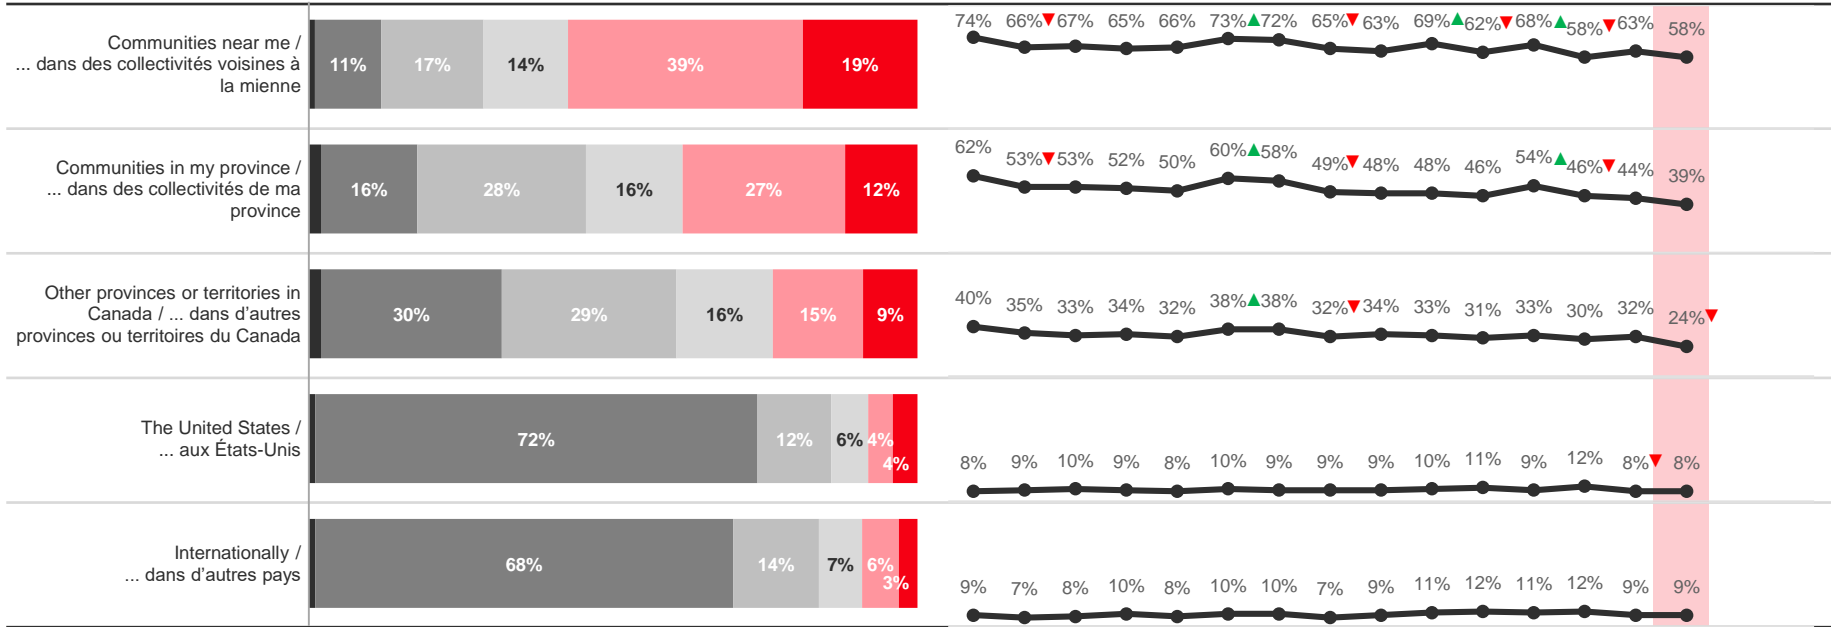 74% 66%▼67% 65% 66% 73%▲72% 65%▼63% 69%▲62%▼68%▲58%▼63% 58%
Communities near me /
... dans des collectivités voisines à
la mienne
11% 17% 14% 39% 19%
62% 53%▼53% 52% 50% 60%▲58% 49%▼48% 48% 46% 54%▲46%▼44% 39%
Communities in my province /
... dans des collectivités de ma
province
16% 28% 16% 27% 12%
40% 35% 33% 34% 32% 38%▲38% 32%▼34% 33% 31% 33% 30% 32% 24%▼
Other provinces or territories in
Canada / ... dans d'autres
provinces ou territoires du Canada
30% 29% 16% 15% 9%
The United States /
... aux États-Unis
72% 12% 6% 4%
4%
8% 9% 10% 9% 8% 10% 9% 9% 9% 10% 11% 9% 12% 8%▼ 8%
Internationally /
... dans d'autres pays
68% 14% 7% 6%
3%
9% 7% 8% 10% 8% 10% 10% 7% 9% 11% 12% 11% 12% 9% 9%